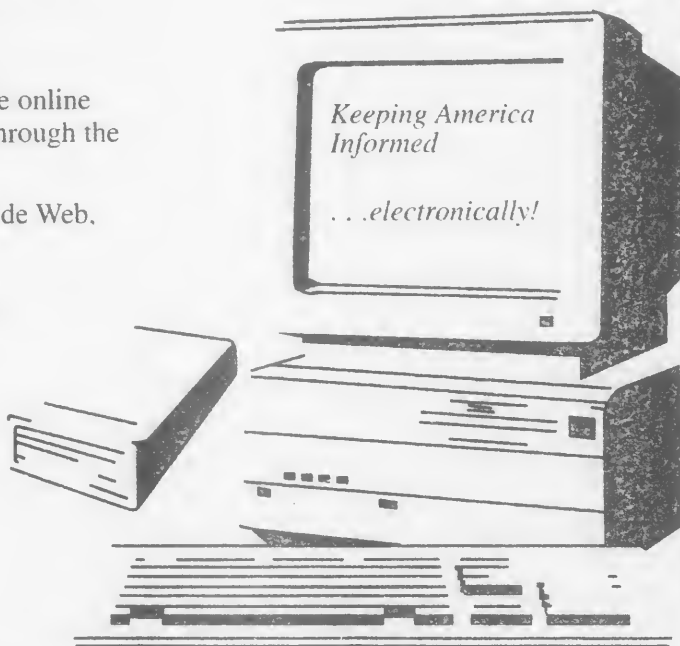 e online
hrough the
de Web.
Keeping America
Informed
. . .electronically!